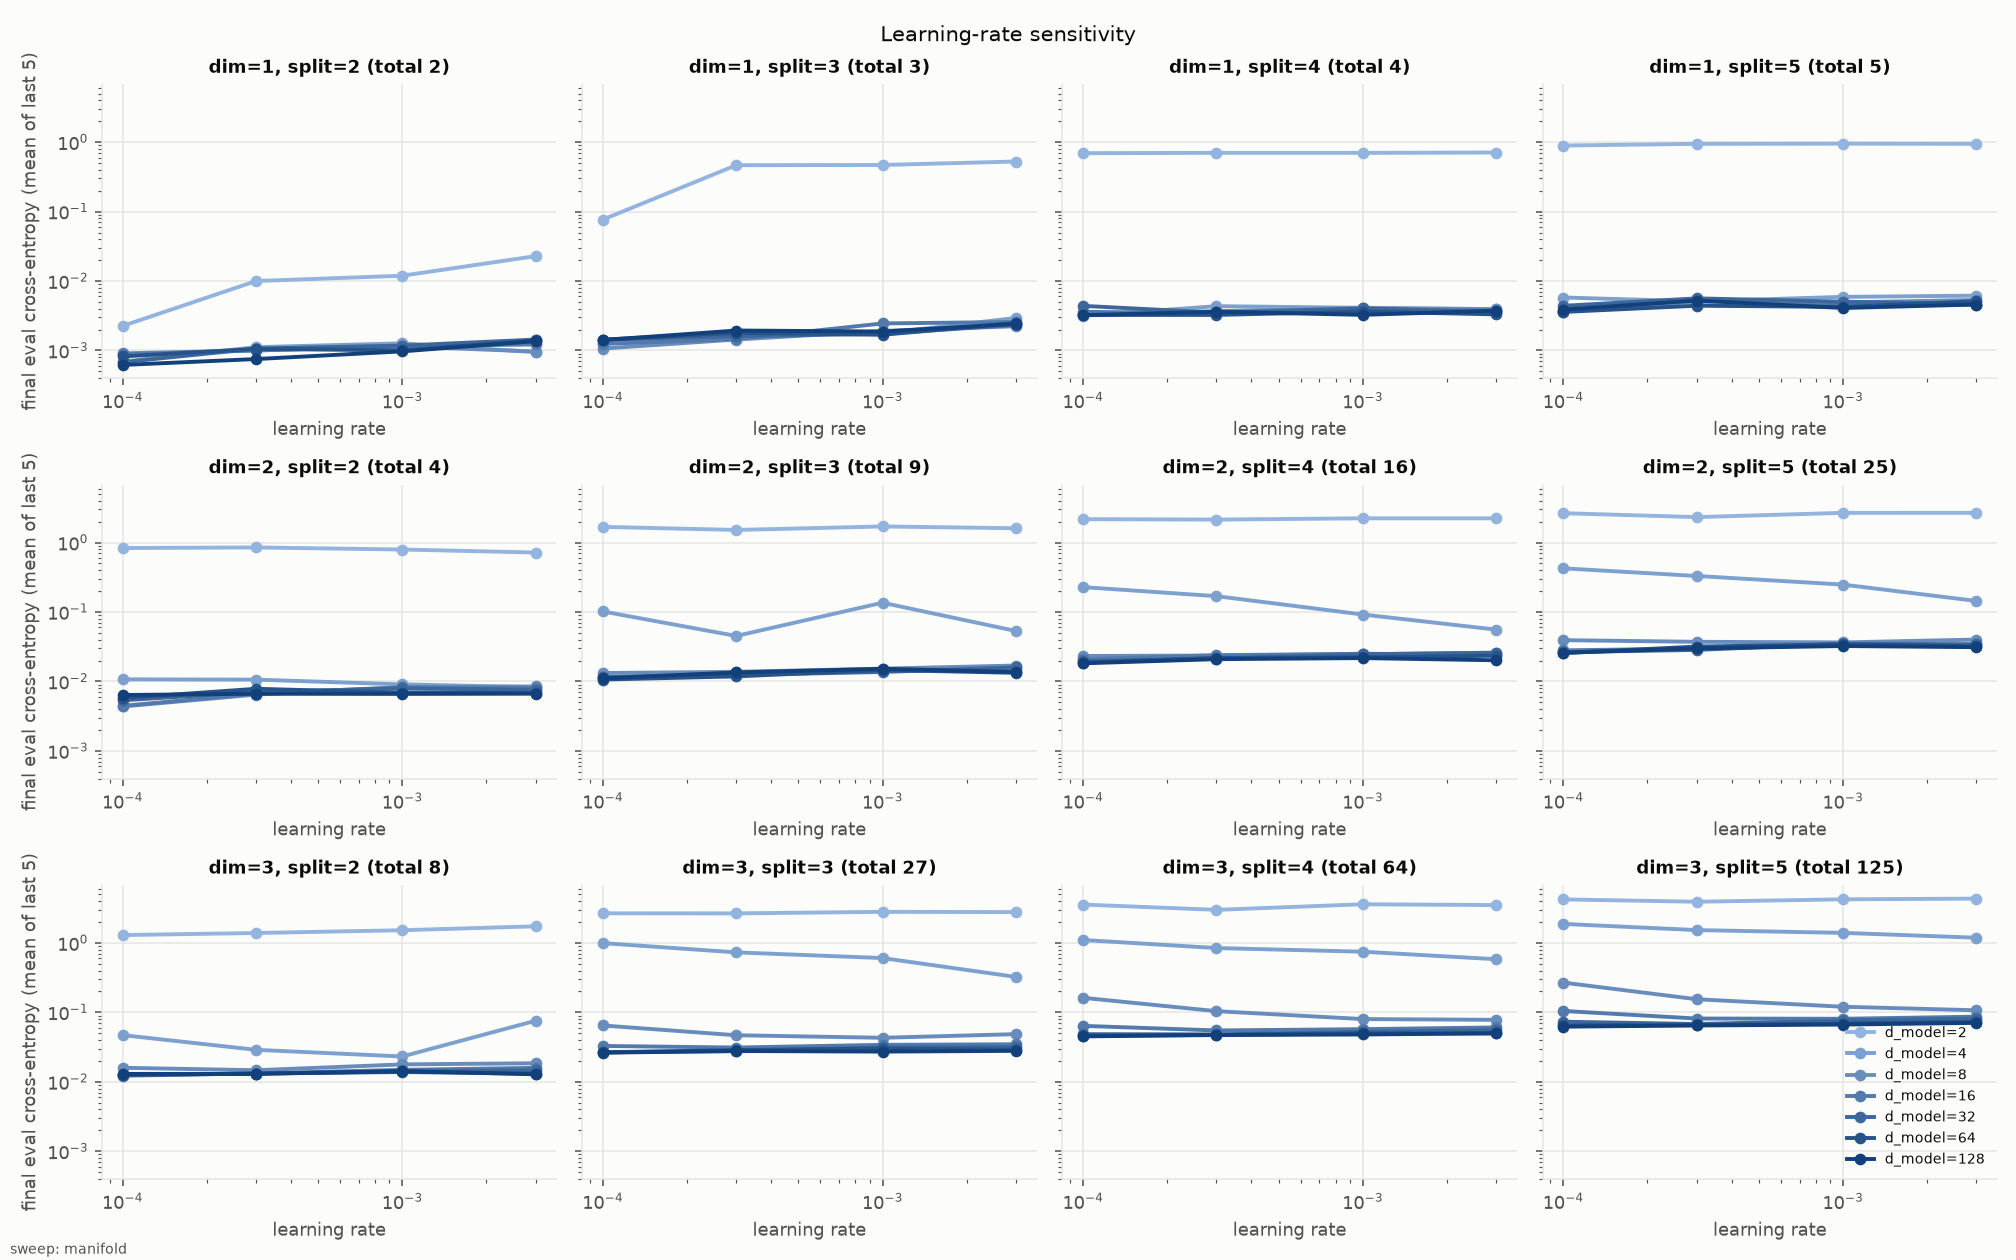 Learning-rate sensitivity
dim=1, split=2 (total 2)
dim=1, split=3 (total 3)
dim=1, split=4 (total 4)
dim=1, split=5 (total 5)
final eval cross-entropy (mean of last 5)
10⁰
10⁻¹
10⁻²
10⁻³
10⁻⁴
10⁻³
10⁻⁴
10⁻³
10⁻⁴
10⁻³
10⁻⁴
10⁻³
learning rate
learning rate
learning rate
learning rate
dim=2, split=2 (total 4)
dim=2, split=3 (total 9)
dim=2, split=4 (total 16)
dim=2, split=5 (total 25)
final eval cross-entropy (mean of last 5)
10⁰
10⁻¹
10⁻²
10⁻³
10⁻⁴
10⁻³
10⁻⁴
10⁻³
10⁻⁴
10⁻³
10⁻⁴
10⁻³
learning rate
learning rate
learning rate
learning rate
dim=3, split=2 (total 8)
dim=3, split=3 (total 27)
dim=3, split=4 (total 64)
dim=3, split=5 (total 125)
final eval cross-entropy (mean of last 5)
10⁰
10⁻¹
10⁻²
10⁻³
d_model=2
d_model=4
d_model=8
d_model=16
d_model=32
d_model=64
d_model=128
10⁻⁴
10⁻³
10⁻⁴
10⁻³
10⁻⁴
10⁻³
10⁻⁴
10⁻³
learning rate
learning rate
learning rate
learning rate
sweep: manifold